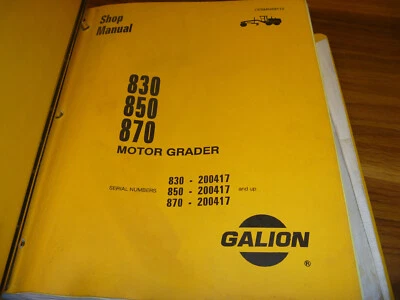 Shop
Manual
830
850
870
MOTOR GRADER
830 - 200417
SERIAL NUMBERS 850 - 200417 and up
870 - 200417
GALION
®